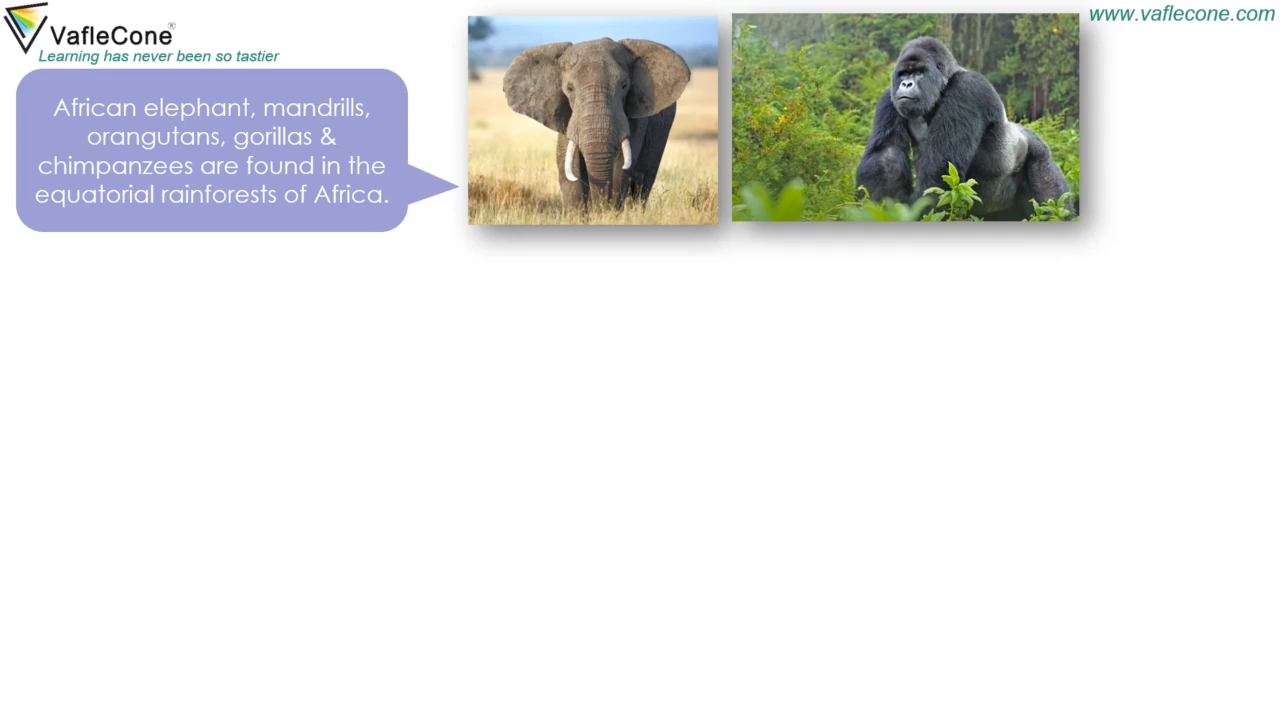 VafleCone®
www.vaflecone.com
Learning has never been so tastier
African elephant, mandrills,
orangutans, gorillas &
chimpanzees are found in the
equatorial rainforests of Africa.